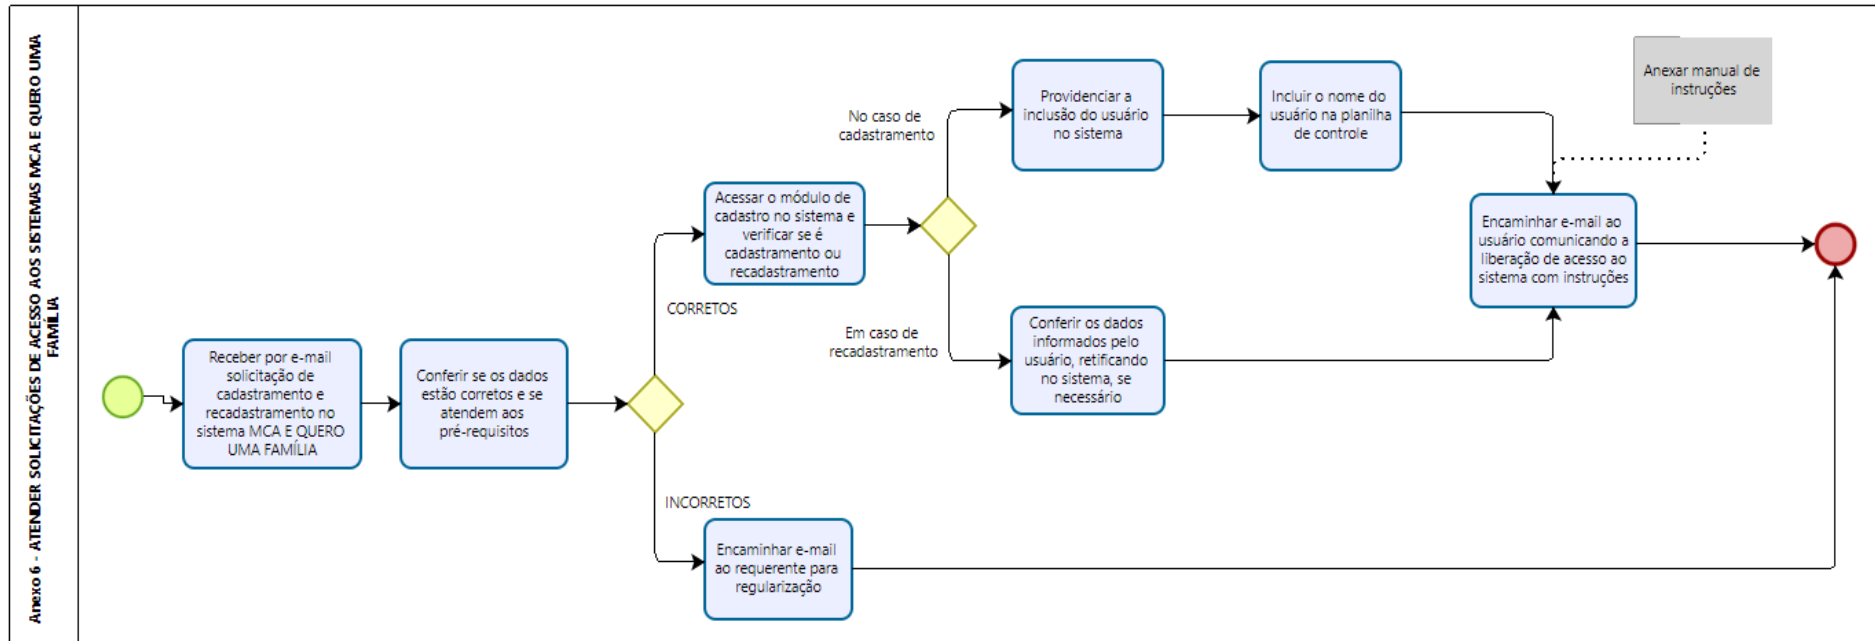 Anexo 6 - ATENDER SOLICITAÇÕES DE ACESSO AOS SISTEMAS MCA E QUERO UMA
FAMÍLIA
Receber por e-mail
solicitação de
cadastramento e
recadastramento no
sistema MCA E QUERO
UMA FAMÍLIA
Conferir se os dados
estão corretos e se
atendem aos
pré-requisitos
CORRETOS
INCORRETOS
Acessar o módulo de
cadastro no sistema e
verificar se é
cadastramento ou
recadastramento
Encaminhar e-mail
ao requerente para
regularização
No caso de
cadastramento
Em caso de
recadastramento
Providenciar a
inclusão do usuário
no sistema
Incluir o nome do
usuário na planilha
de controle
Conferir os dados
informados pelo
usuário, retificando
no sistema, se
necessário
Anexar manual de
instruções
Encaminhar e-mail ao
usuário comunicando a
liberação de acesso ao
sistema com instruções